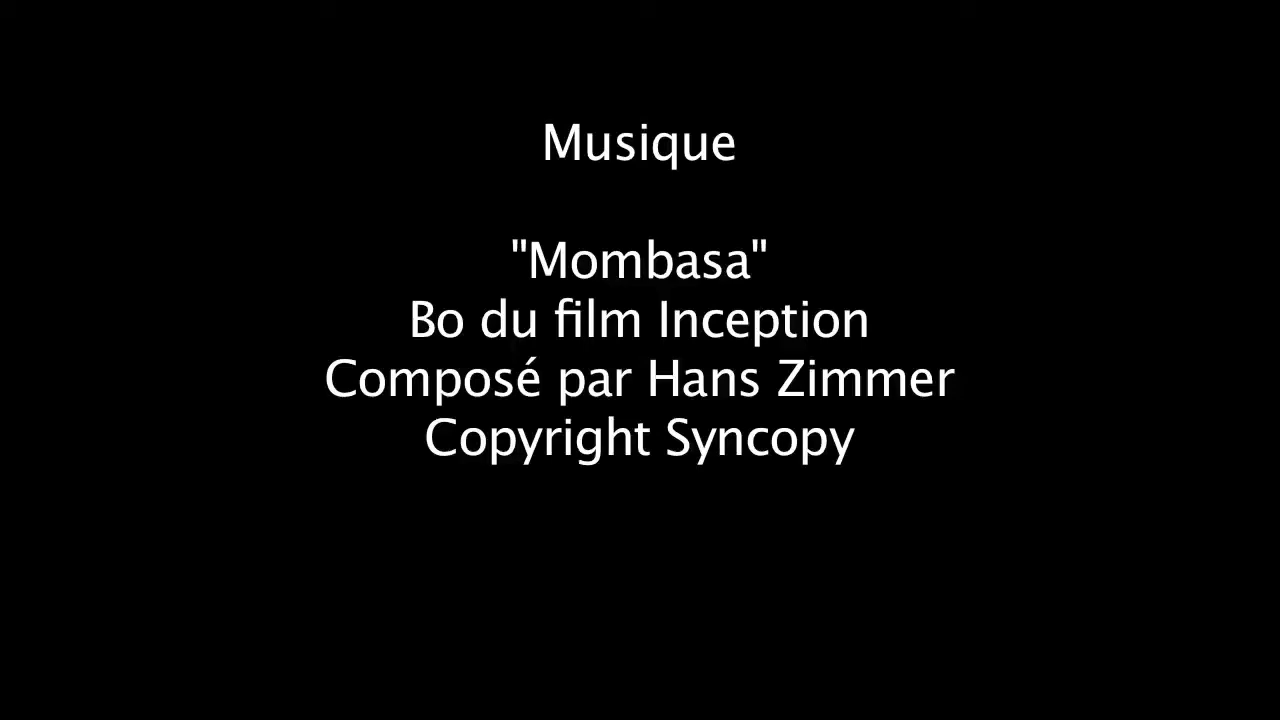 Musique
"Mombasa"
Bo du film Inception
Composé par Hans Zimmer
Copyright Syncopy